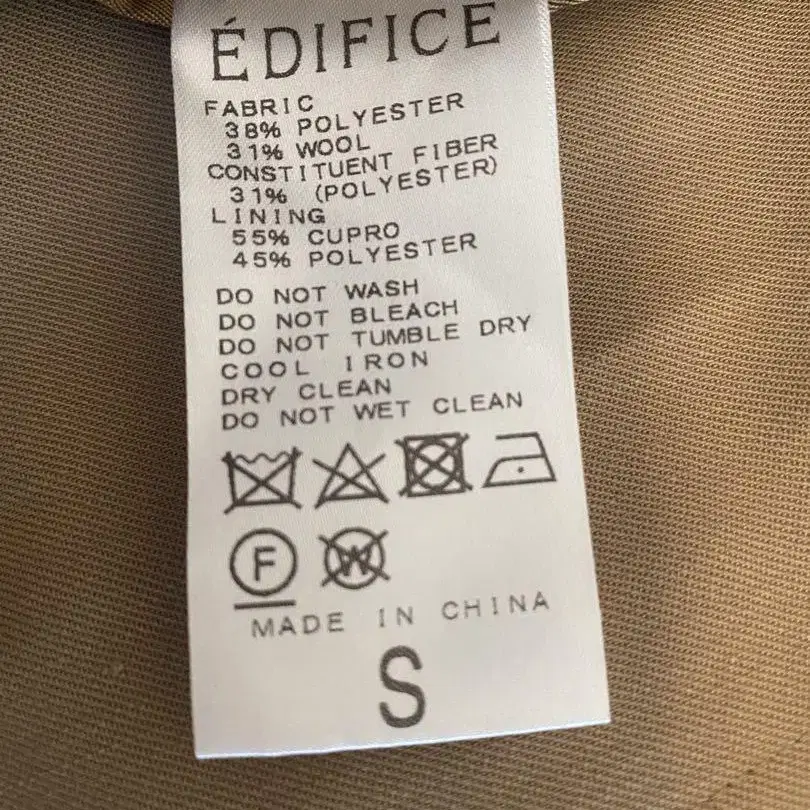 ÉDIFICE
FABRIC
38% POLYESTER
31% WOOL
CONSTITUENT FIBER
31% (POLYESTER)
LINING
55% CUPRO
45% POLYESTER
DO NOT WASH
DO NOT BLEACH
DO NOT TUMBLE DRY
COOL IRON
DRY CLEAN
DO NOT WET CLEAN
F W
MADE IN CHINA
S